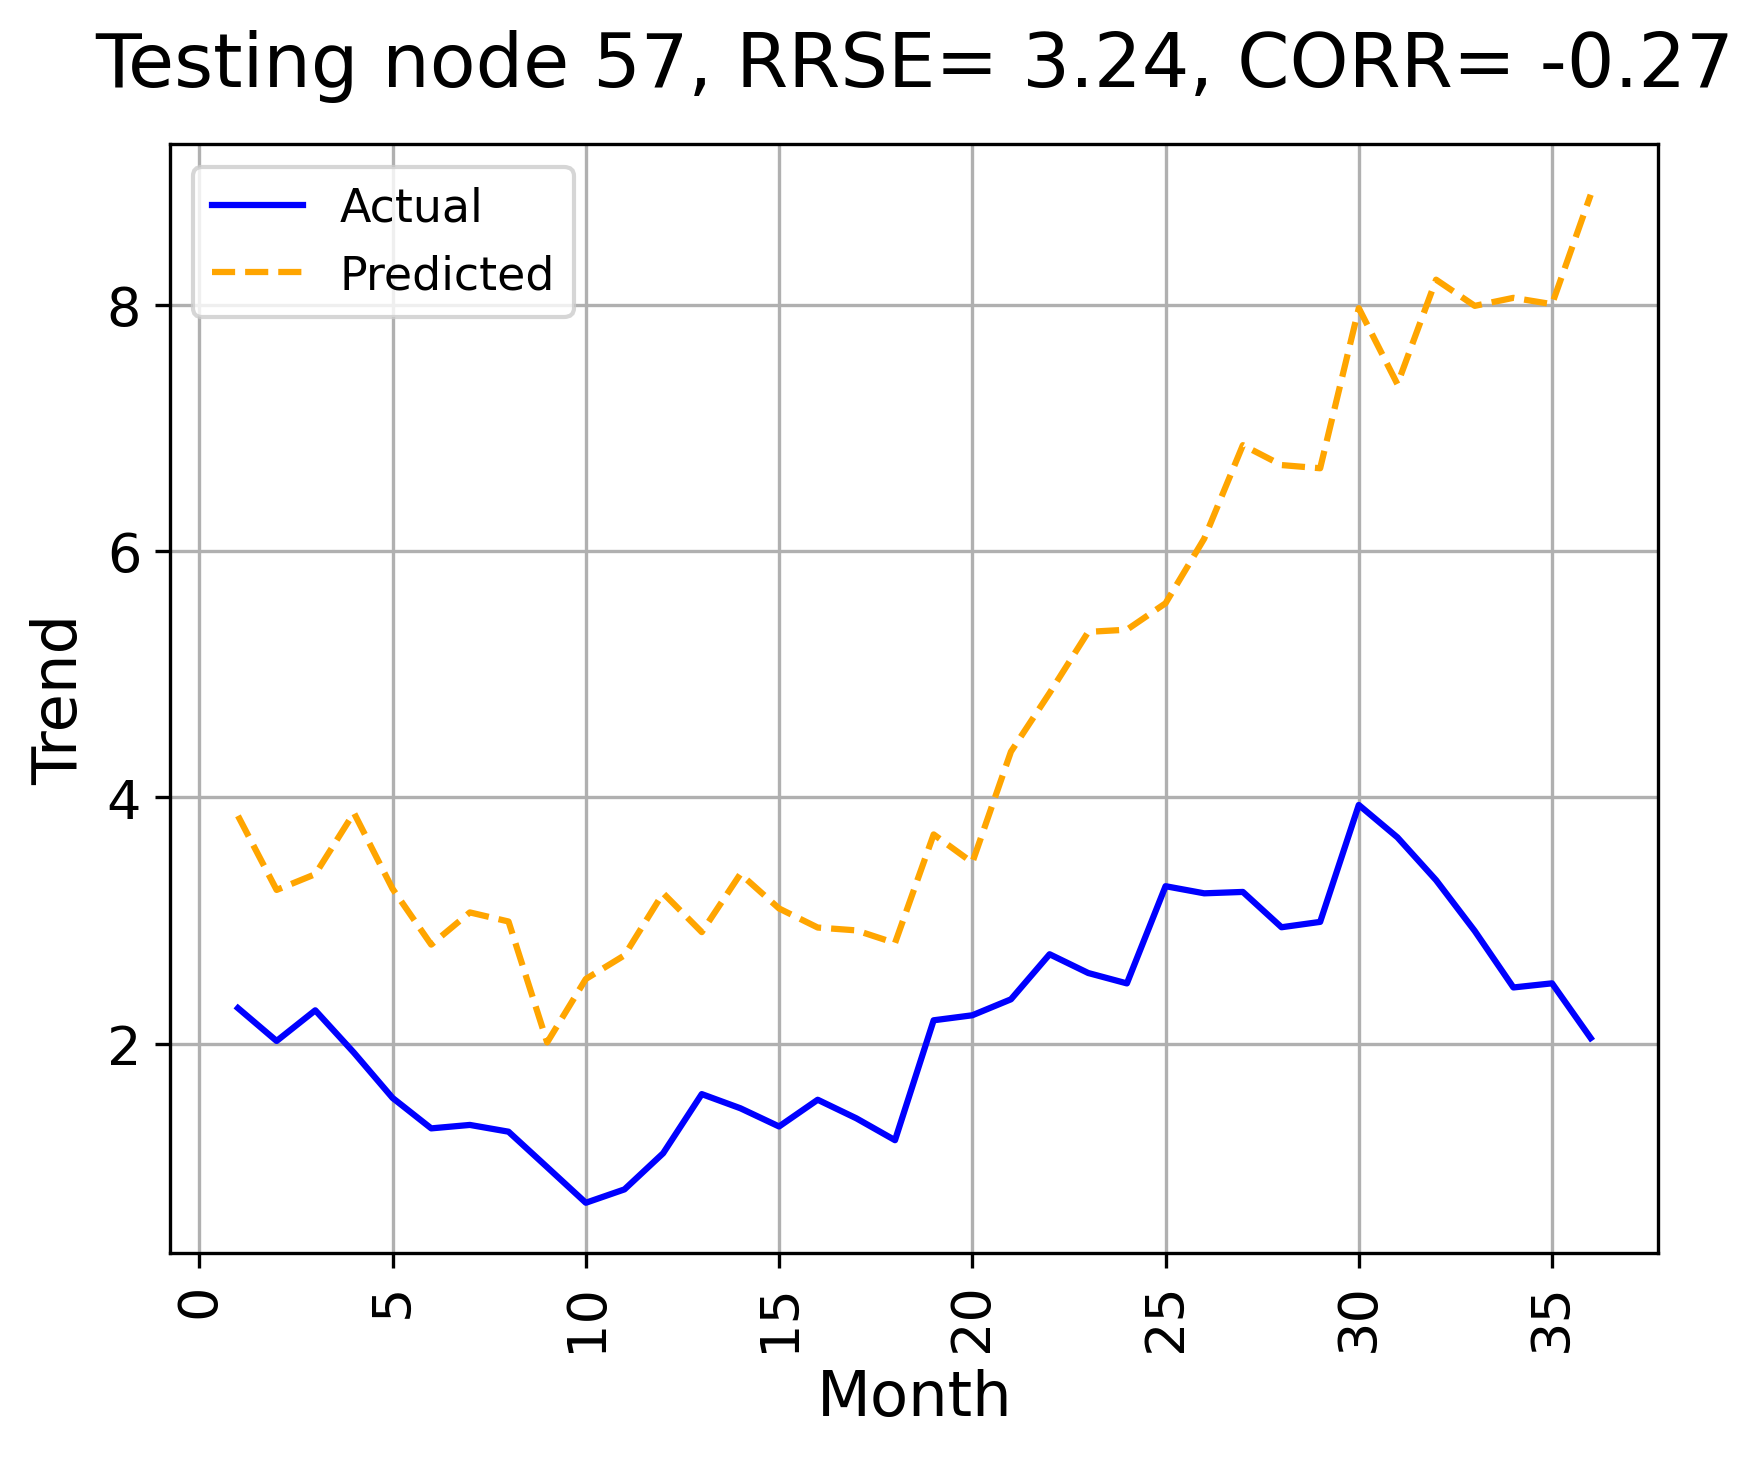 Testing node 57, RRSE= 3.24, CORR= -0.27
Actual
Predicted
8
6
4
2
Trend
0
5
10
15
20
25
30
35
Month